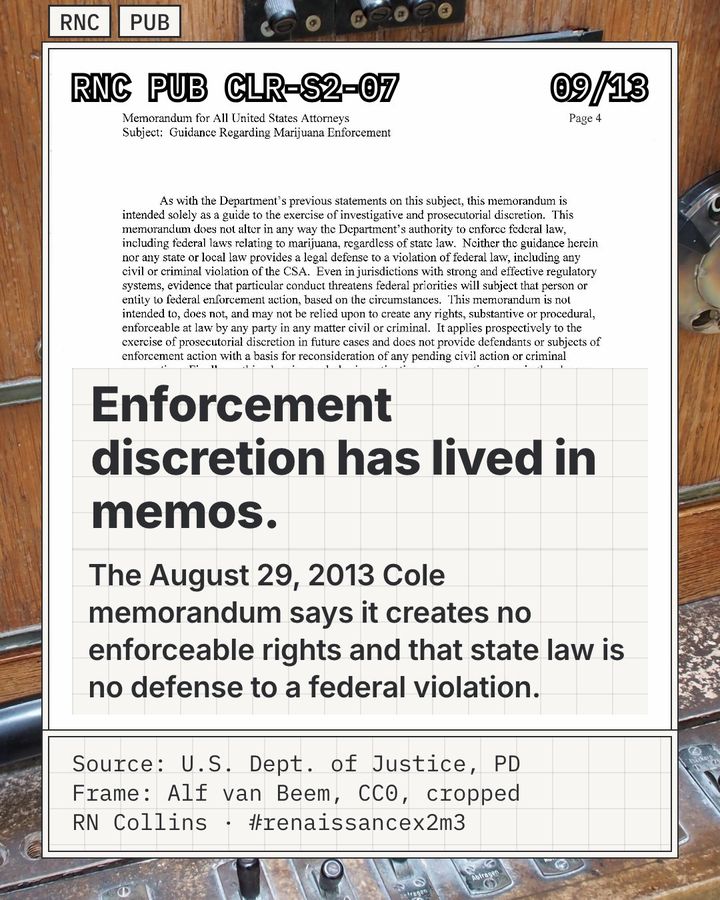 RNC PUB
RNC PUB CLR-S2-07 09/13
Memorandum for All United States Attorneys Page 4
Subject: Guidance Regarding Marijuana Enforcement
As with the Department's previous statements on this subject, this memorandum is
intended solely as a guide to the exercise of investigative and prosecutorial discretion. This
memorandum does not alter in any way the Department's authority to enforce federal law,
including federal laws relating to marijuana, regardless of state law. Neither the guidance herein
nor any state or local law provides a legal defense to a violation of federal law, including any
civil or criminal violation of the CSA. Even in jurisdictions with strong and effective regulatory
systems, evidence that particular conduct threatens federal priorities will subject that person or
entity to federal enforcement action, based on the circumstances. This memorandum is not
intended to, does not, and may not be relied upon to create any rights, substantive or procedural,
enforceable at law by any party in any matter civil or criminal. It applies prospectively to the
exercise of prosecutorial discretion in future cases and does not provide defendants or subjects of
enforcement action with a basis for reconsideration of any pending civil action or criminal
Enforcement
discretion has lived in
memos.
The August 29, 2013 Cole
memorandum says it creates no
enforceable rights and that state law is
no defense to a federal violation.
Source: U.S. Dept. of Justice, PD
Frame: Alf van Beem, CC0, cropped
RN Collins · #renaissancex2m3